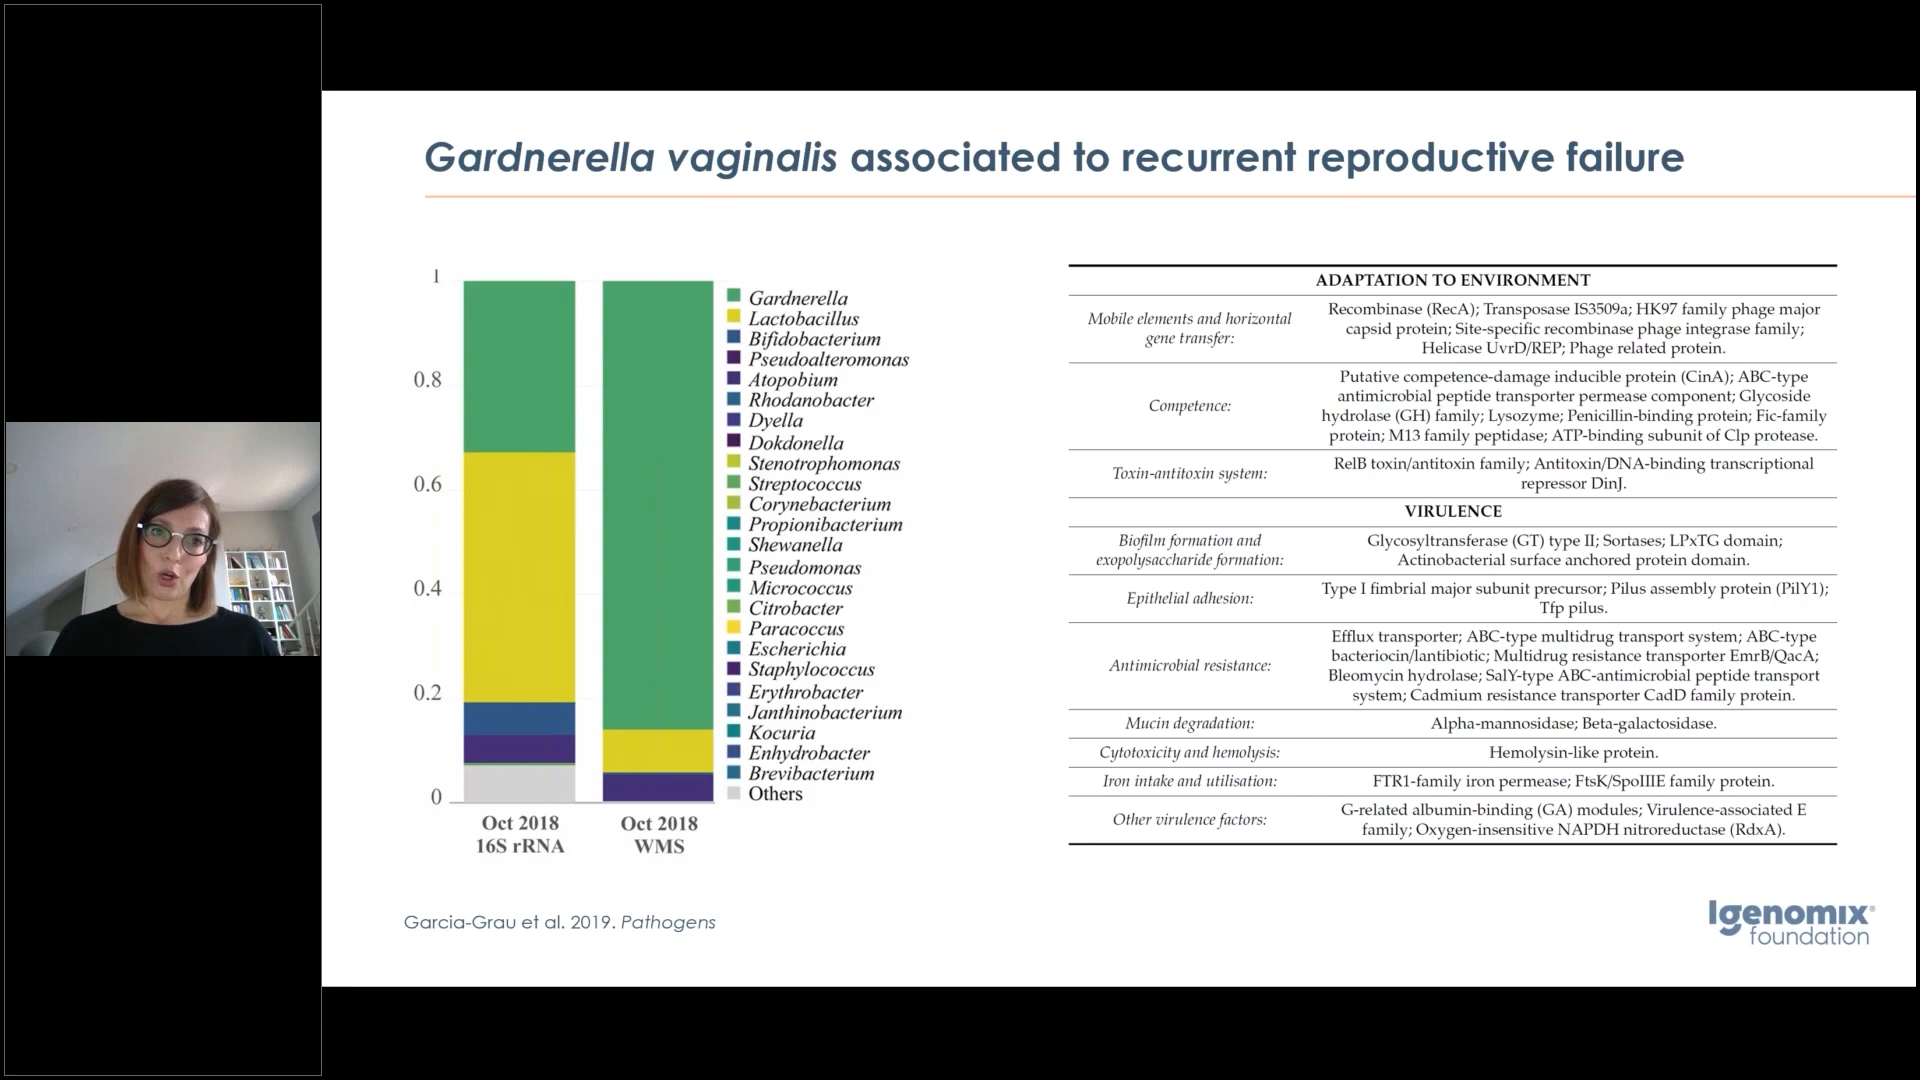 Gardnerella vaginalis associated to recurrent reproductive failure
1
0.8
0.6
0.4
0.2
0
Oct 2018
16S rRNA
Oct 2018
WMS
Gardnerella
Lactobacillus
Bifidobacterium
Pseudoalteromonas
Atopobium
Rhodanobacter
Dyella
Dokdonella
Stenotrophomonas
Streptococcus
Corynebacterium
Propionibacterium
Shewanella
Pseudomonas
Micrococcus
Citrobacter
Paracoccus
Escherichia
Staphylococcus
Erythrobacter
Janthinobacterium
Kocuria
Enhydrobacter
Brevibacterium
Others
ADAPTATION TO ENVIRONMENT
Mobile elements and horizontal
gene transfer:
Recombinase (RecA); Transposase IS3509a; HK97 family phage major
capsid protein; Site-specific recombinase phage integrase family;
Helicase UvrD/REP; Phage related protein.
Competence:
Putative competence-damage inducible protein (CinA); ABC-type
antimicrobial peptide transporter permease component; Glycoside
hydrolase (GH) family; Lysozyme; Penicillin-binding protein; Fic-family
protein; M13 family peptidase; ATP-binding subunit of Clp protease.
Toxin-antitoxin system:
RelB toxin/antitoxin family; Antitoxin/DNA-binding transcriptional
repressor DinJ.
VIRULENCE
Biofilm formation and
exopolysaccharide formation:
Glycosyltransferase (GT) type II; Sortases; LPxTG domain;
Actinobacterial surface anchored protein domain.
Epithelial adhesion:
Type I fimbrial major subunit precursor; Pilus assembly protein (PilY1);
Tfp pilus.
Antimicrobial resistance:
Efflux transporter; ABC-type multidrug transport system; ABC-type
bacteriocin/lantibiotic; Multidrug resistance transporter EmrB/QacA;
Bleomycin hydrolase; SalY-type ABC-antimicrobial peptide transport
system; Cadmium resistance transporter CadD family protein.
Mucin degradation:
Alpha-mannosidase; Beta-galactosidase.
Cytotoxicity and hemolysis:
Hemolysin-like protein.
Iron intake and utilisation:
FTR1-family iron permease; FtsK/SpoIIIE family protein.
Other virulence factors:
G-related albumin-binding (GA) modules; Virulence-associated E
family; Oxygen-insensitive NAPDH nitroreductase (RdxA).
Garcia-Grau et al. 2019. Pathogens
Igenomix®
foundation